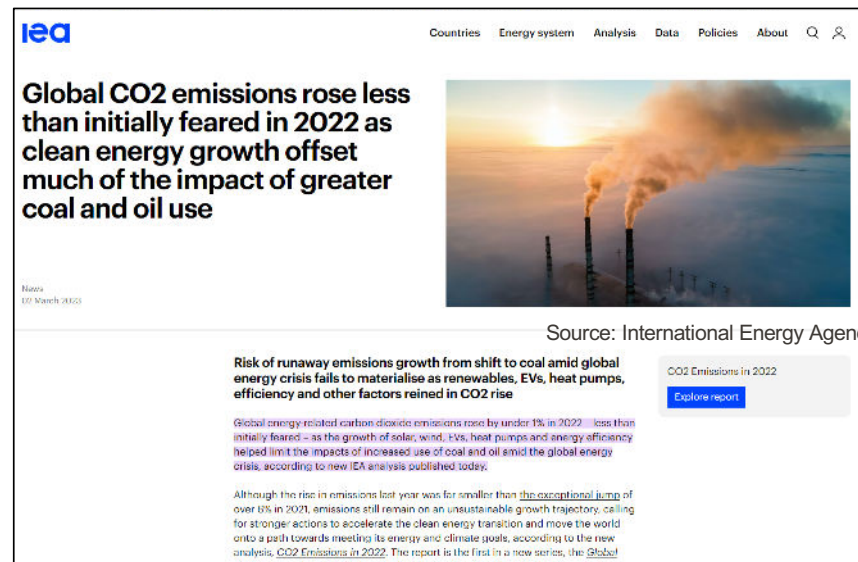 iea
Countries Energy system Analysis Data Policies About
Global CO2 emissions rose less
than initially feared in 2022 as
clean energy growth offset
much of the impact of greater
coal and oil use
News
02 March 2023
Source: International Energy Agen
Risk of runaway emissions growth from shift to coal amid global
energy crisis fails to materialise as renewables, EVs, heat pumps,
efficiency and other factors reined in CO2 rise
CO2 Emissions in 2022
Explore report
Global energy-related carbon dioxide emissions rose by under 1% in 2022 – less than
initially feared – as the growth of solar, wind, EVs, heat pumps and energy efficiency
helped limit the impacts of increased use of coal and oil amid the global energy
crisis, according to new IEA analysis published today.
Although the rise in emissions last year was far smaller than the exceptional jump of
over 6% in 2021, emissions still remain on an unsustainable growth trajectory, calling
for stronger actions to accelerate the clean energy transition and move the world
onto a path towards meeting its energy and climate goals, according to the new
analysis, CO2 Emissions in 2022. The report is the first in a new series, the Global